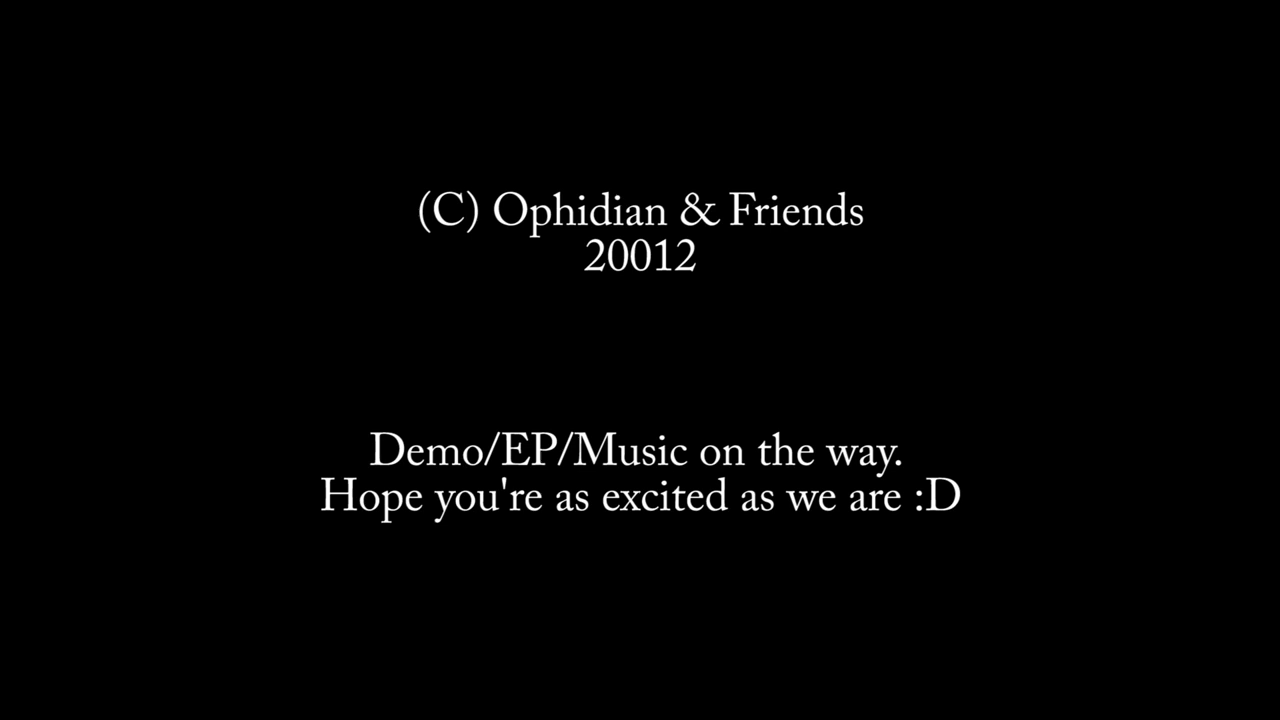 (C) Ophidian & Friends
20012
Demo/EP/Music on the way.
Hope you're as excited as we are :D